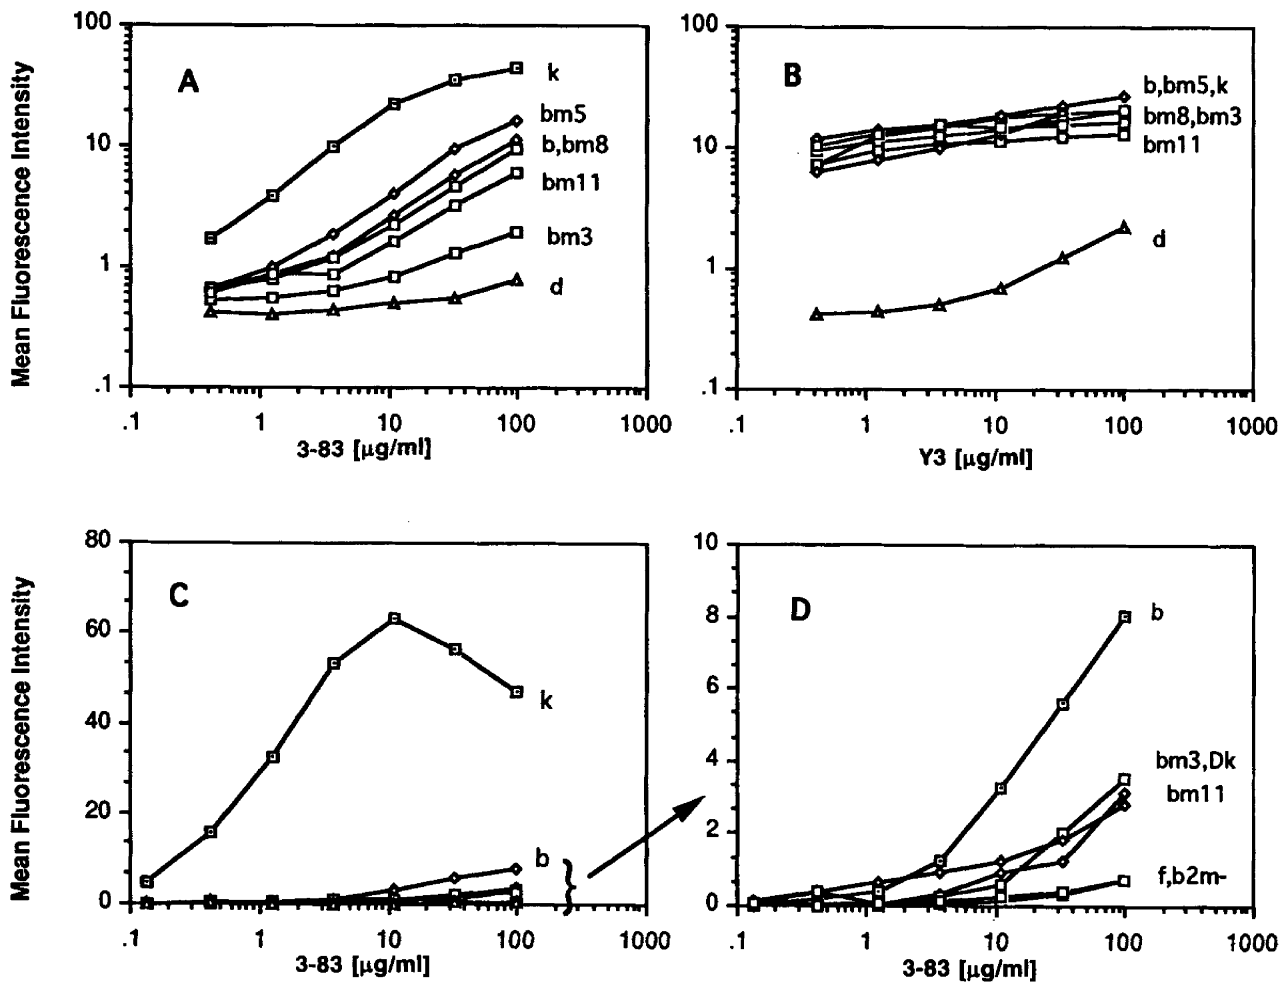 100
10
1
.1
Mean Fluorescence Intensity
A
k
bm5
b,bm8
bm11
bm3
d
.1 1 10 100 1000
3-83 [µg/ml]
100
10
1
.1
B
b,bm5,k
bm8,bm3
bm11
d
.1 1 10 100 1000
Y3 [µg/ml]
80
60
40
20
0
Mean Fluorescence Intensity
C
k
b
.1 1 10 100 1000
3-83 [µg/ml]
10
8
6
4
2
0
D
b
bm3,Dk
bm11
f,b2m-
.1 1 10 100 1000
3-83 [µg/ml]